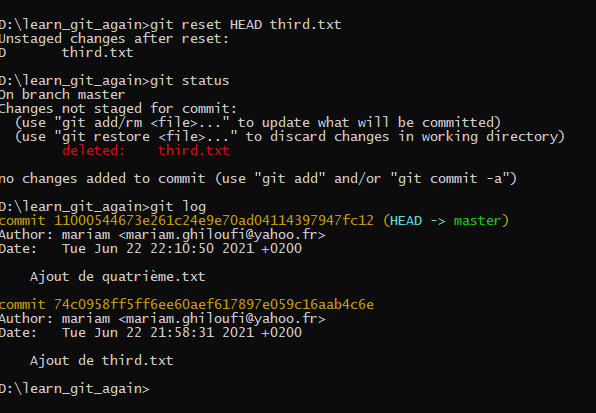 D:\learn_git_again>git reset HEAD third.txt
Unstaged changes after reset:
D       third.txt
D:\learn_git_again>git status
On branch master
Changes not staged for commit:
  (use "git add/rm <file>..." to update what will be committed)
  (use "git restore <file>..." to discard changes in working directory)
        deleted:    third.txt
no changes added to commit (use "git add" and/or "git commit -a")
D:\learn_git_again>git log
commit 11000544673e261c24e9e70ad04114397947fc12 (HEAD -> master)
Author: mariam <mariam.ghiloufi@yahoo.fr>
Date:   Tue Jun 22 22:10:50 2021 +0200
    Ajout de quatrième.txt
commit 74c0958ff5ff6ee60aef617897e059c16aab4c6e
Author: mariam <mariam.ghiloufi@yahoo.fr>
Date:   Tue Jun 22 21:58:31 2021 +0200
    Ajout de third.txt
D:\learn_git_again>